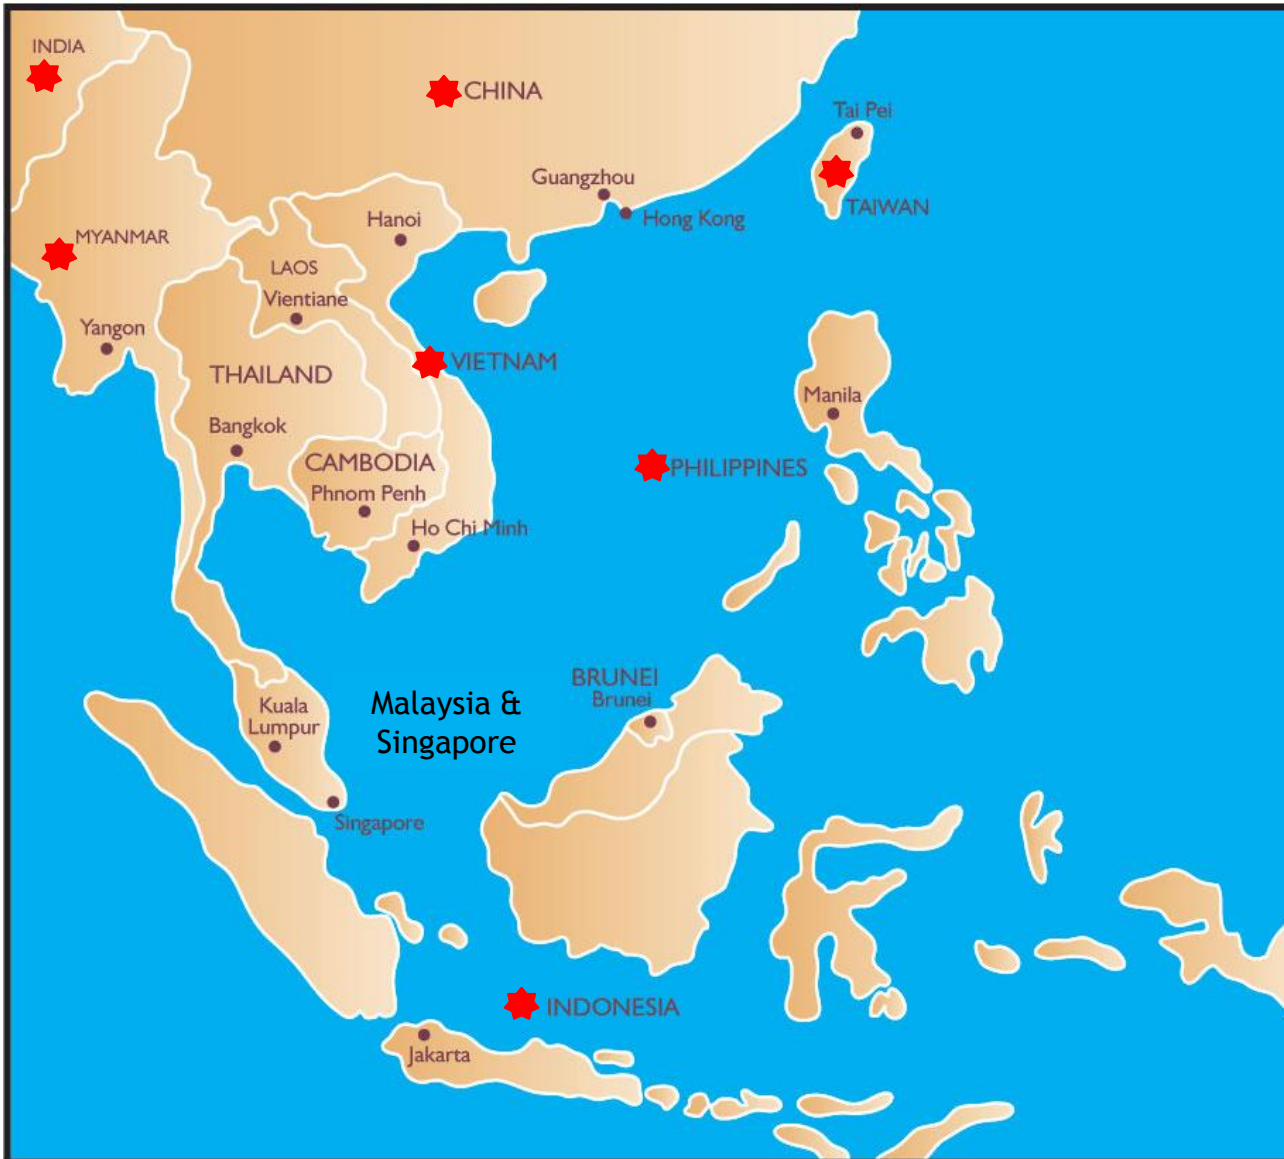 INDIA
CHINA
Tai Pei
Guangzhou
TAIWAN
Hanoi
Hong Kong
MYANMAR
LAOS
Vientiane
Yangon
VIETNAM
THAILAND
Manila
Bangkok
CAMBODIA
PHILIPPINES
Phnom Penh
Ho Chi Minh
BRUNEI
Brunei
Kuala
Lumpur
Malaysia &
Singapore
Singapore
INDONESIA
Jakarta